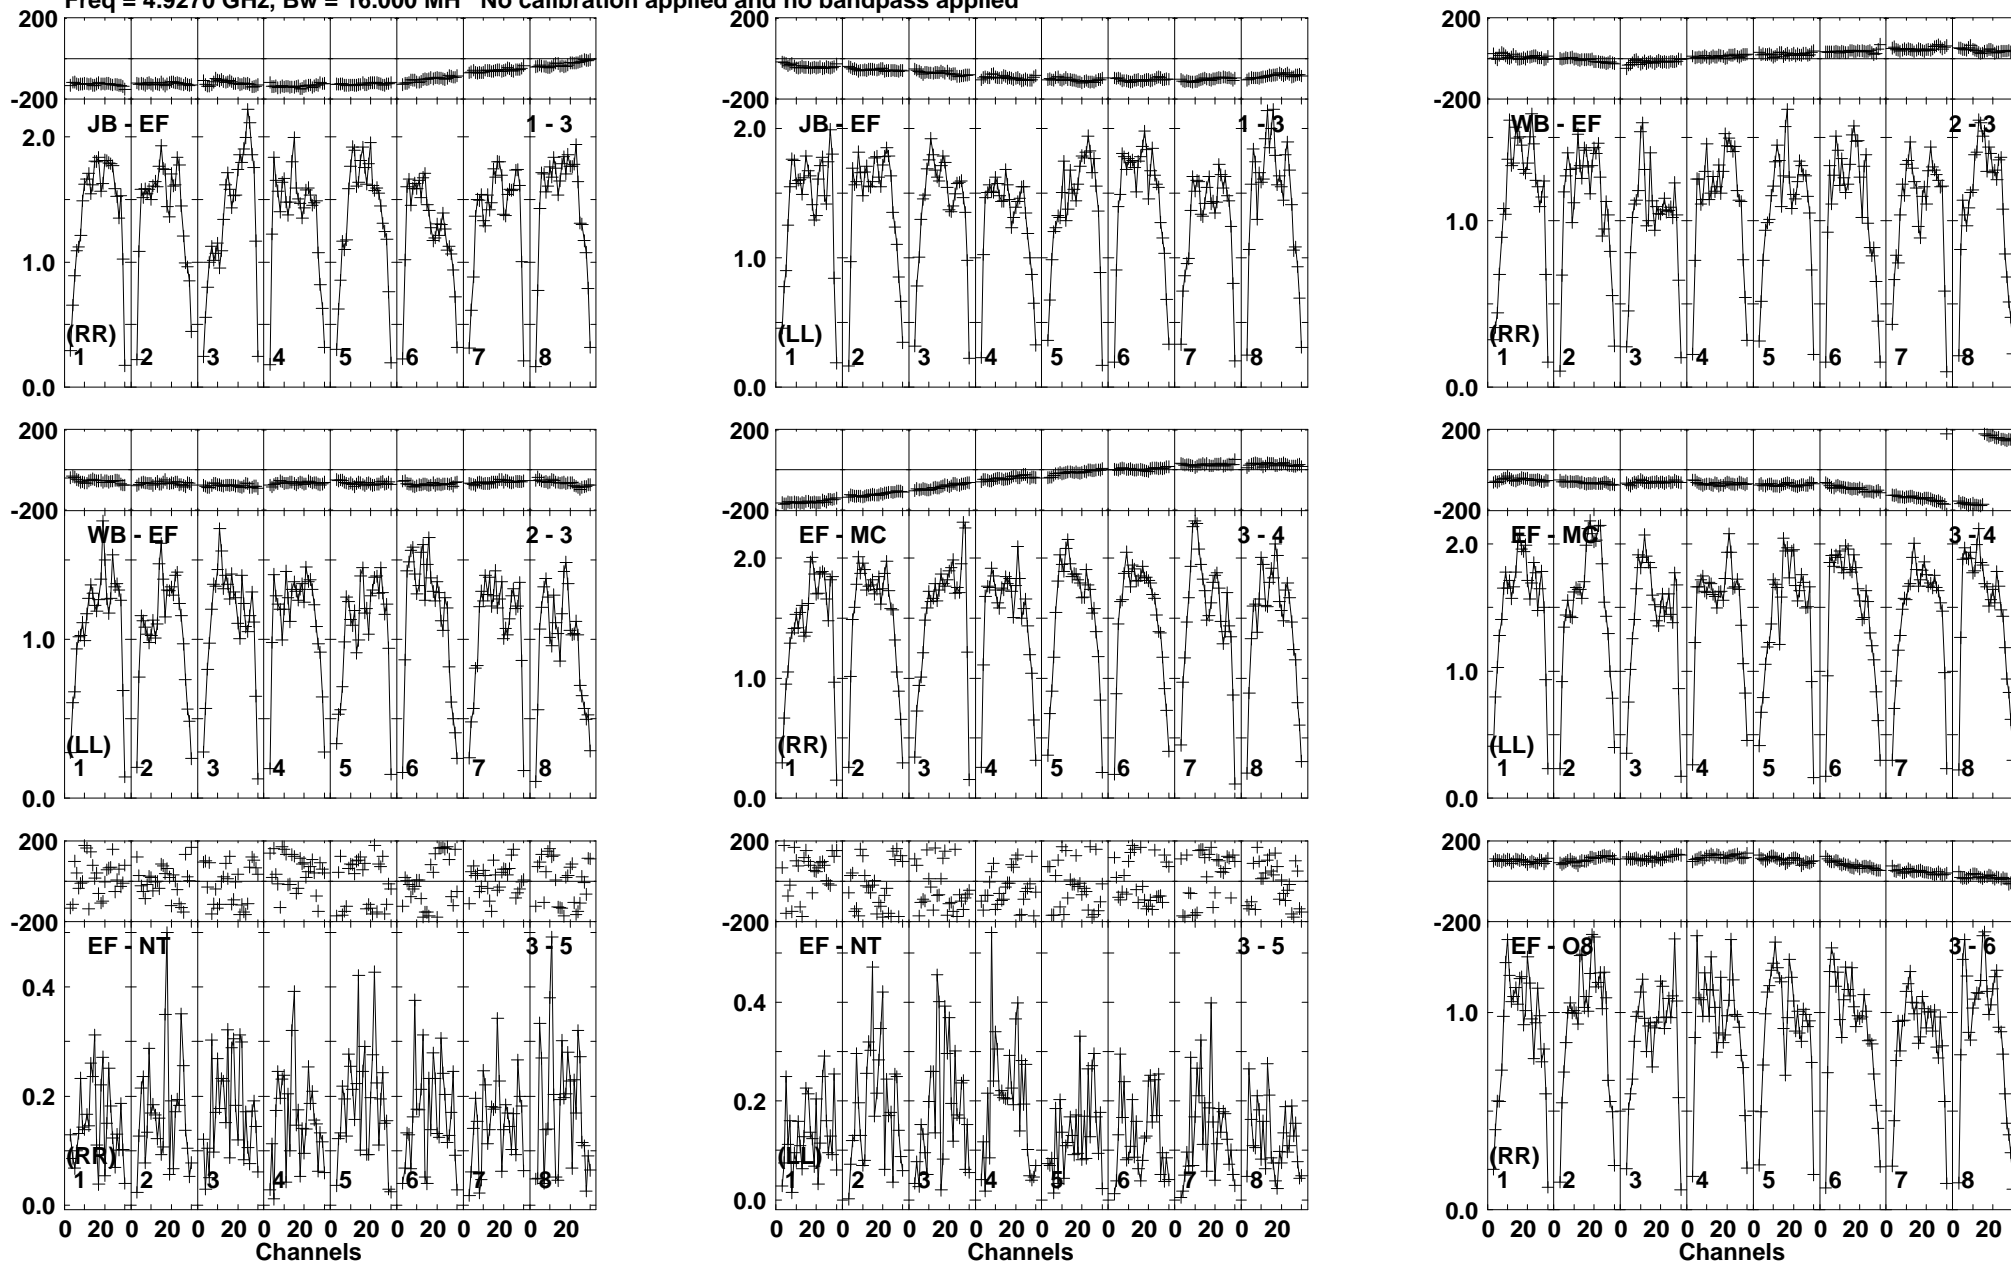 Freq = 4.9270 GHz, Bw = 16.000 MH No calibration applied and no bandpass applied
200 200 200
-200 -200 -200
JB - EF 1 - 3 JB - EF 1 - 3 WB - EF 2 - 3
2.0 2.0
1.0 1.0 1.0
(RR) (LL) (RR)
1 2 3 4 5 6 7 8 1 2 3 4 5 6 7 8 1 2 3 4 5 6 7 8
0.0 0.0 0.0
200 200 200
-200 -200 -200
WB - EF 2 - 3 EF - MC 3 - 4 EF - MC 3 - 4
2.0 2.0
1.0 1.0 1.0
(LL) (RR) (LL)
1 2 3 4 5 6 7 8 1 2 3 4 5 6 7 8 1 2 3 4 5 6 7 8
0.0 0.0 0.0
200 200 200
-200 -200 -200
EF - NT 3 - 5 EF - NT 3 - 5 EF - O8 3 - 6
0.4 0.4 1.0
0.2 0.2
(RR) (LL) (RR)
1 2 3 4 5 6 7 8 1 2 3 4 5 6 7 8 1 2 3 4 5 6 7 8
0.0 0.0 0.0
0 20 0 20 0 20 0 20 0 20 0 20 0 20 0 20 0 20 0 20 0 20 0 20 0 20 0 20 0 20 0 20 0 20 0 20 0 20 0 20 0 20 0 20 0 20 0 20
Channels Channels Channels